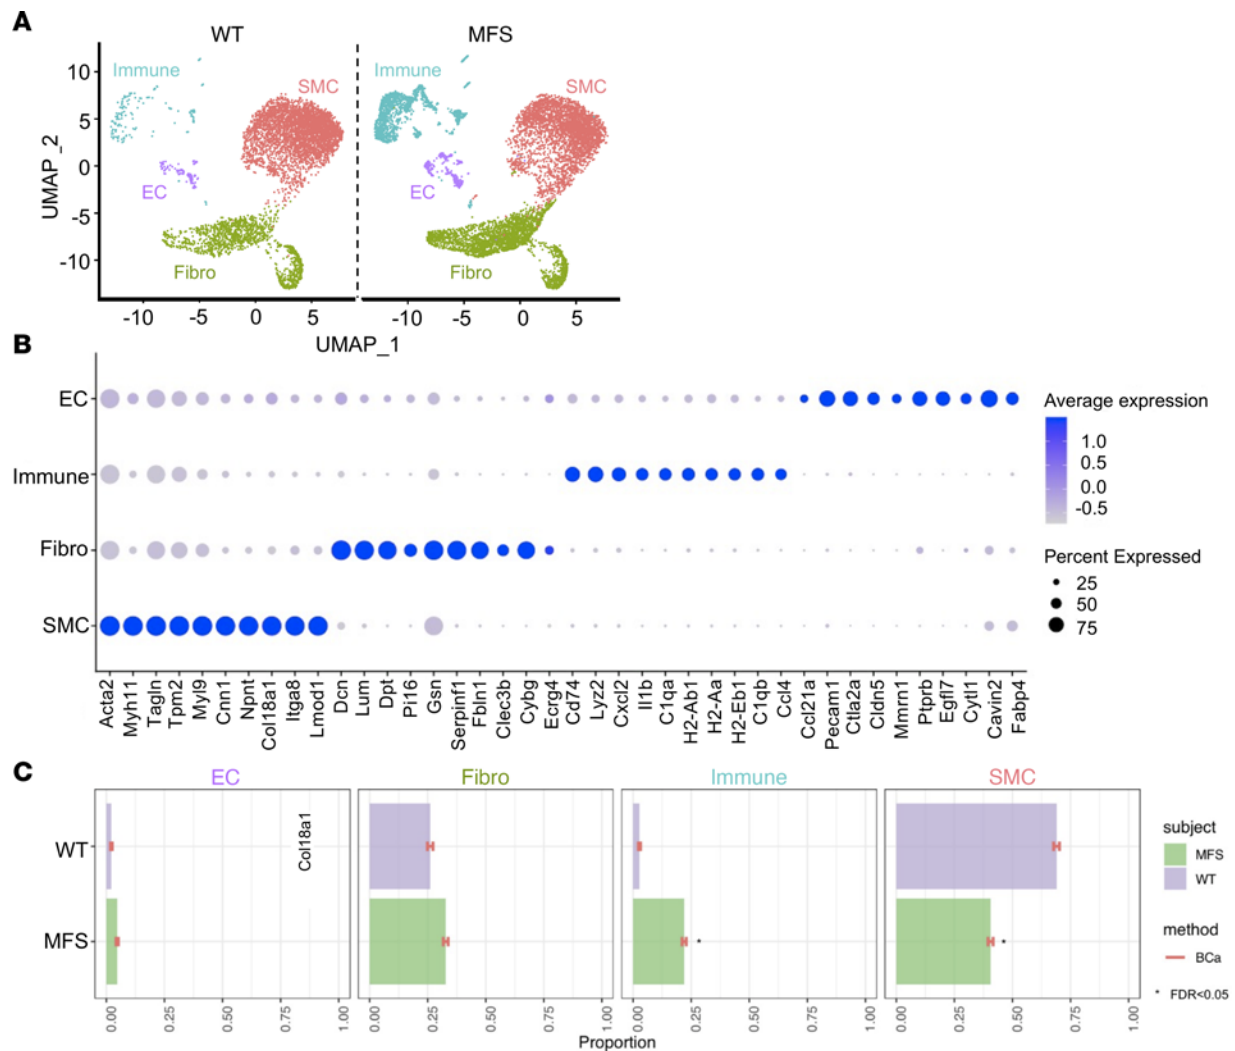 A
WT
MFS
Immune
SMC
EC
Fibro
Immune
SMC
EC
Fibro
UMAP_2
10
5
0
-5
-10
-10
-5
0
5
-10
-5
0
5
UMAP_1
B
EC
Immune
Fibro
SMC
Acta2
Myh11
Tagln
Tpm2
Myl9
Cnn1
Npnt
Col18a1
Itga8
Lmod1
Dcn
Lum
Dpt
Pi16
Gsn
Serpinf1
Fbln1
Clec3b
Cybg
Ecrg4
Cd74
Lyz2
Cxcl2
Il1b
C1qa
H2-Ab1
H2-Aa
H2-Eb1
C1qb
Ccl4
Ccl21a
Pecam1
Ctla2a
Cldn5
Mmrn1
Ptprb
Egfl7
Cytl1
Cavin2
Fabp4
Average expression
1.0
0.5
0.0
-0.5
Percent Expressed
25
50
75
C
EC
Fibro
Immune
SMC
WT
MFS
Col18a1
0.00
0.25
0.50
0.75
1.00
0.00
0.25
0.50
0.75
1.00
0.00
0.25
0.50
0.75
1.00
0.00
0.25
0.50
0.75
1.00
Proportion
subject
MFS
WT
method
BCa
* FDR<0.05